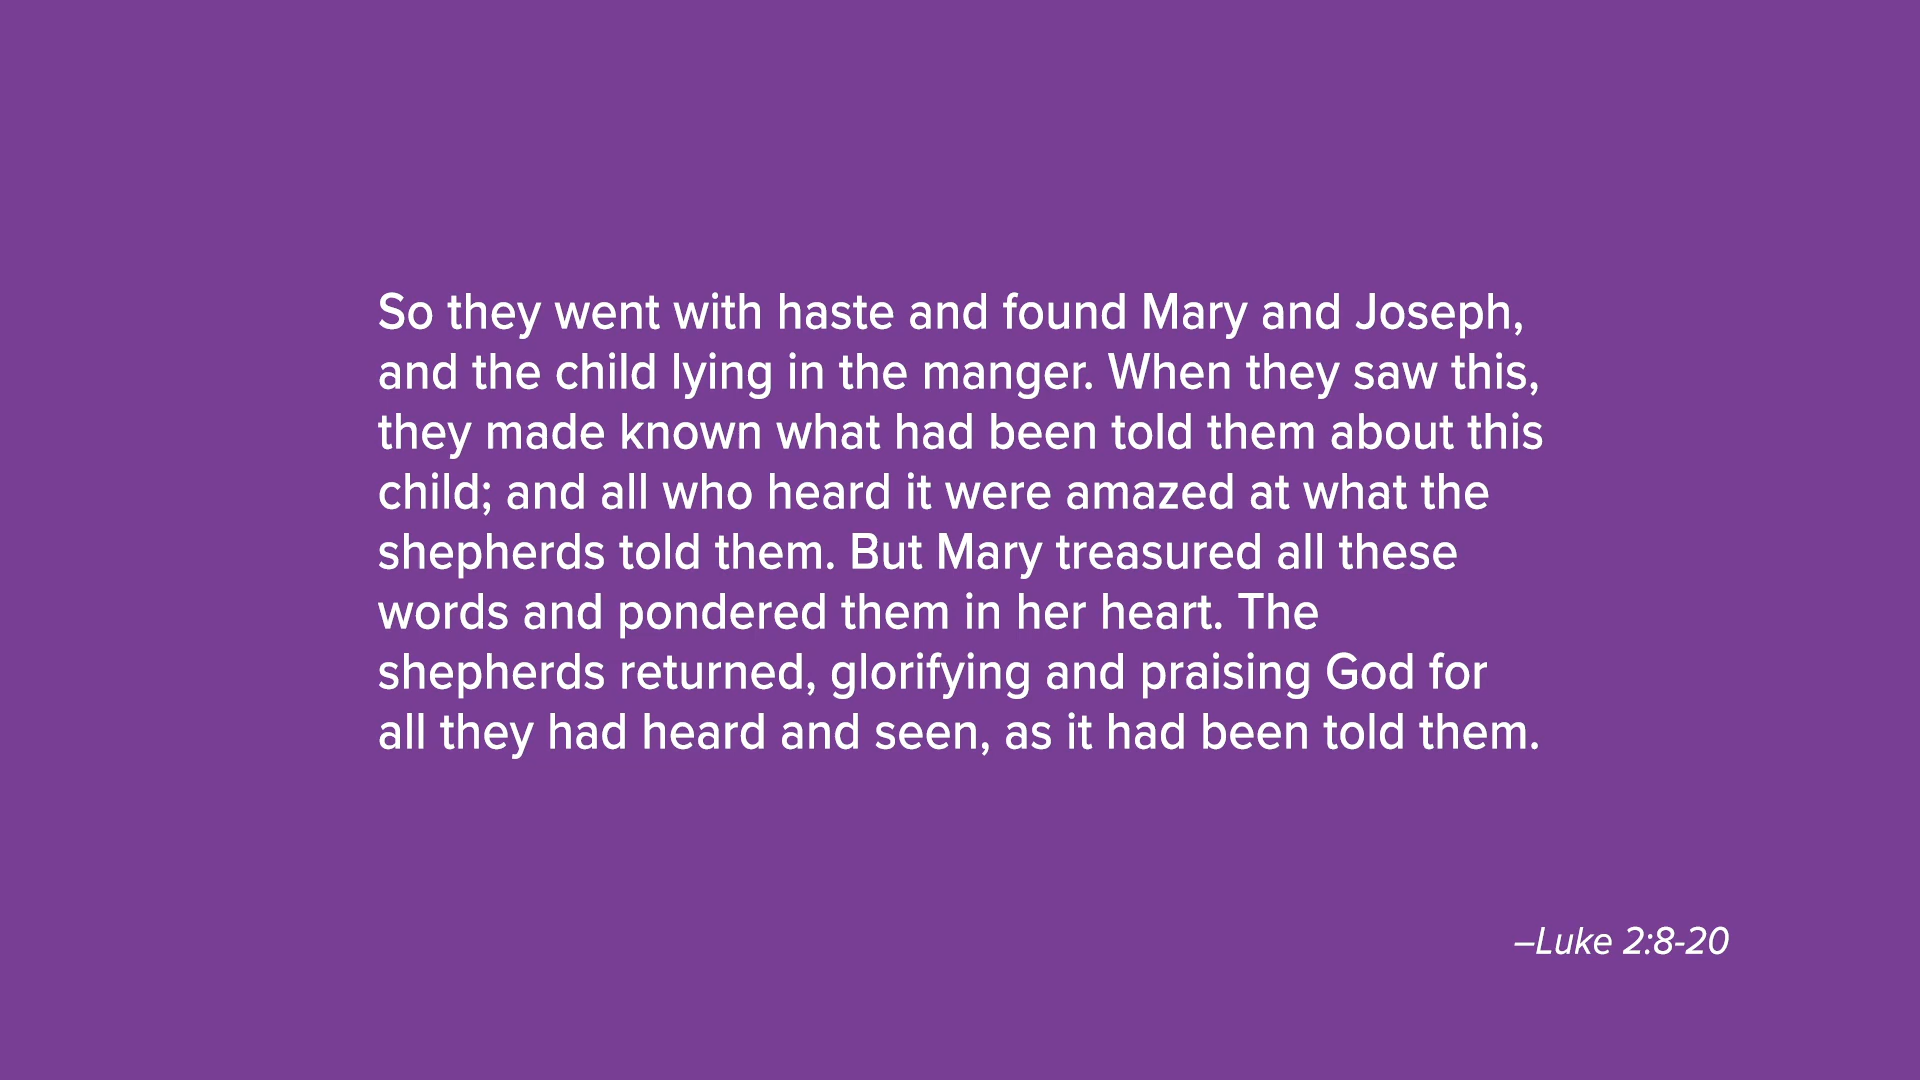 So they went with haste and found Mary and Joseph,
and the child lying in the manger. When they saw this,
they made known what had been told them about this
child; and all who heard it were amazed at what the
shepherds told them. But Mary treasured all these
words and pondered them in her heart. The
shepherds returned, glorifying and praising God for
all they had heard and seen, as it had been told them.
–Luke 2:8-20